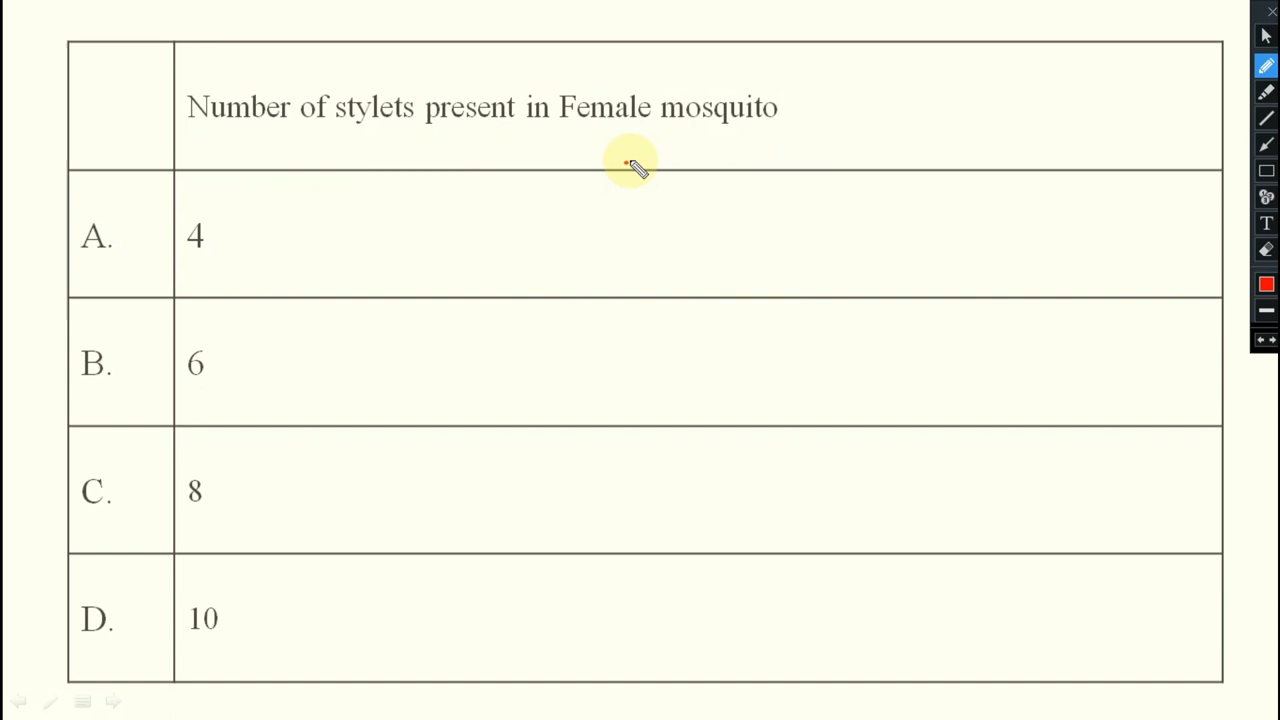 Number of stylets present in Female mosquito
A. 4
B. 6
C. 8
D. 10
T